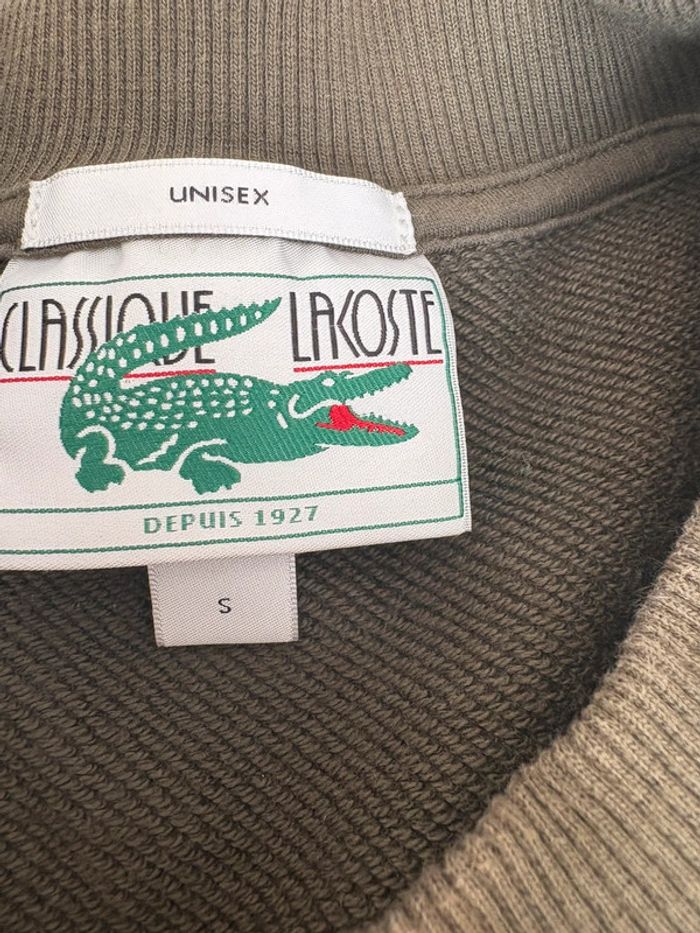 UNISEX
CLASSIQUE LACOSTE
DEPUIS 1927
S